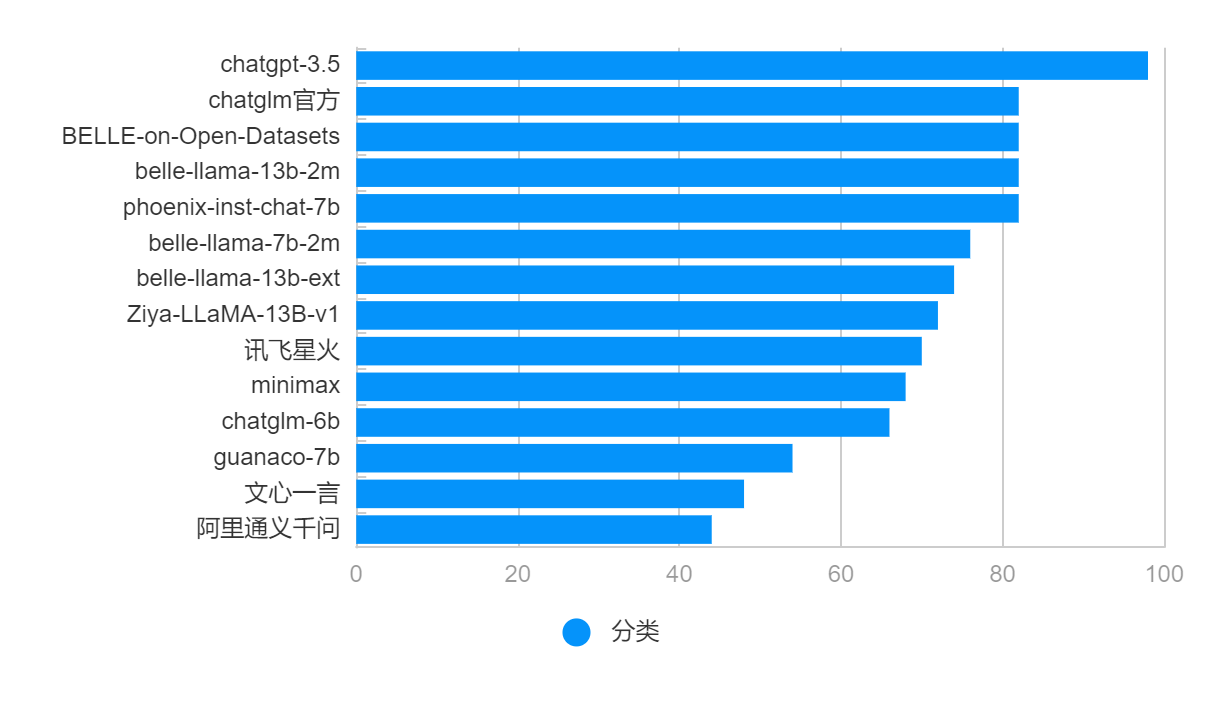 chatgpt-3.5
chatglm官方
BELLE-on-Open-Datasets
belle-llama-13b-2m
phoenix-inst-chat-7b
belle-llama-7b-2m
belle-llama-13b-ext
Ziya-LLaMA-13B-v1
讯飞星火
minimax
chatglm-6b
guanaco-7b
文心一言
阿里通义千问
0 20 40 60 80 100
分类